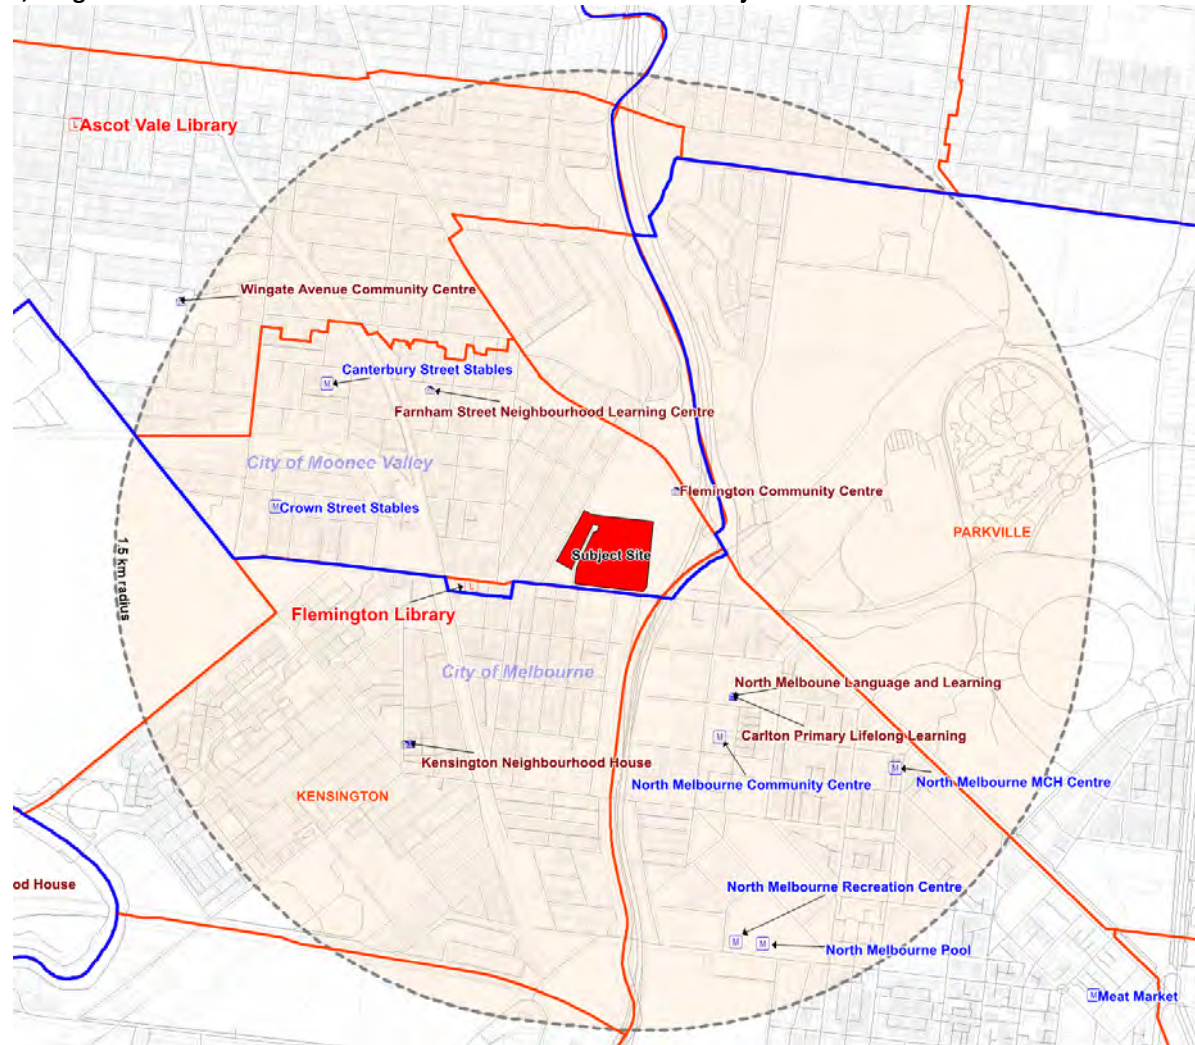 Ascot Vale Library
Wingate Avenue Community Centre
Canterbury Street Stables
Farnham Street Neighbourhood Learning Centre
City of Moonee Valley
Flemington Community Centre
Crown Street Stables
PARKVILLE
Subject Site
1.5 km radius
Flemington Library
City of Melbourne
North Melboune Language and Learning
Carlton Primary Lifelong Learning
Kensington Neighbourhood House
North Melbourne Community Centre
North Melbourne MCH Centre
KENSINGTON
od House
North Melbourne Recreation Centre
North Melbourne Pool
Meat Market
L
M
M
L
M
M
M
M
M